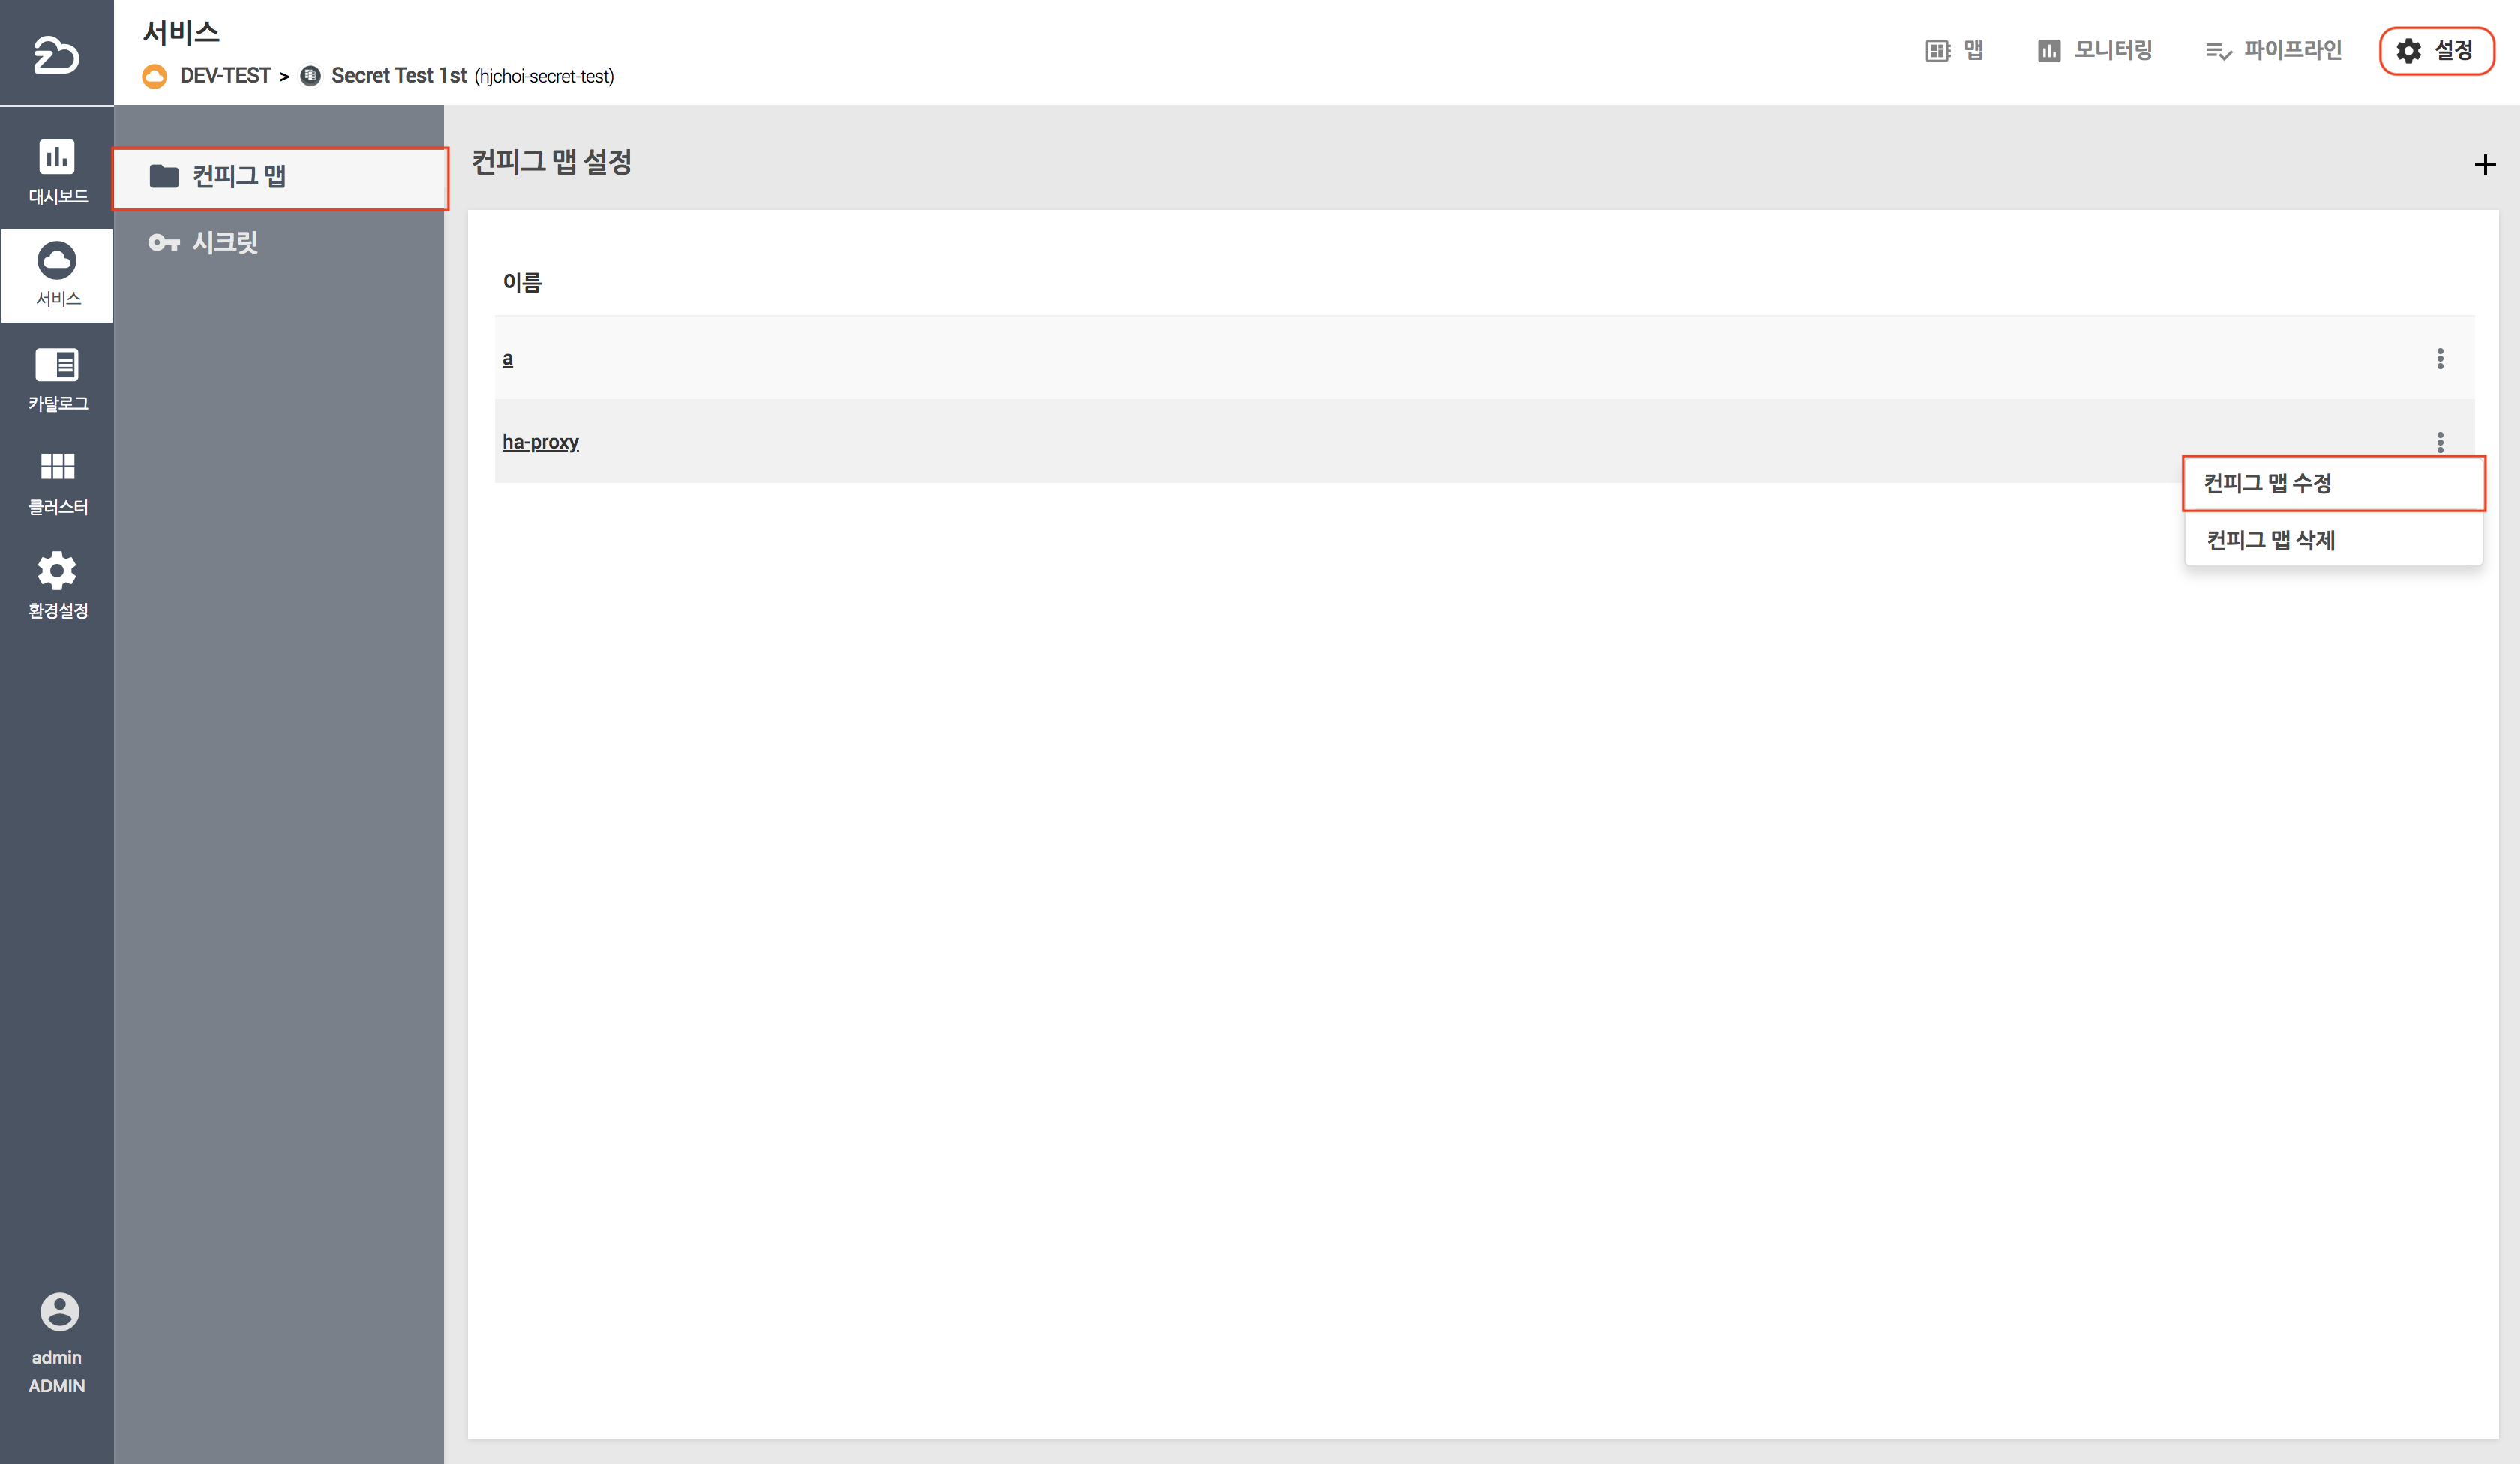 서비스
DEV-TEST > Secret Test 1st (hjchoi-secret-test)
맵
모니터링
파이프라인
설정
대시보드
서비스
카탈로그
클러스터
환경설정
admin
ADMIN
컨피그 맵
시크릿
컨피그 맵 설정
이름
a
ha-proxy
컨피그 맵 수정
컨피그 맵 삭제